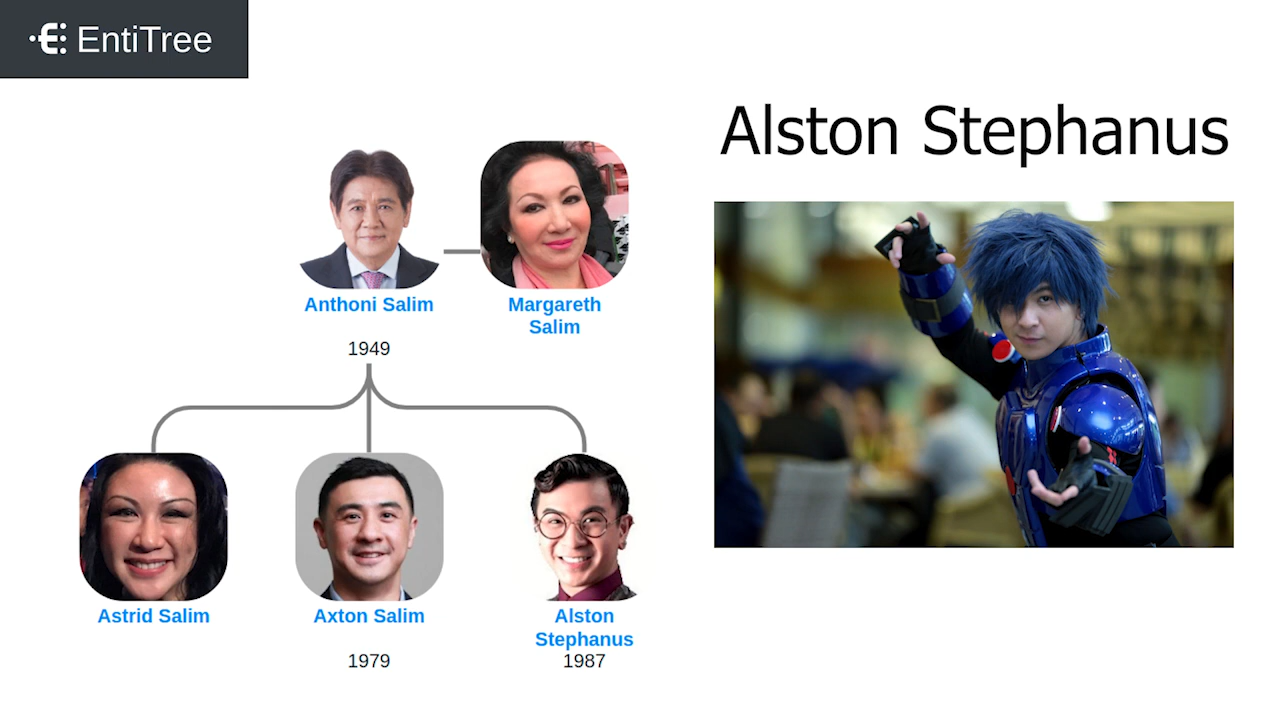 EntiTree
Alston Stephanus
Anthoni Salim
Margareth
Salim
1949
Astrid Salim
Axton Salim
Alston
Stephanus
1979
1987